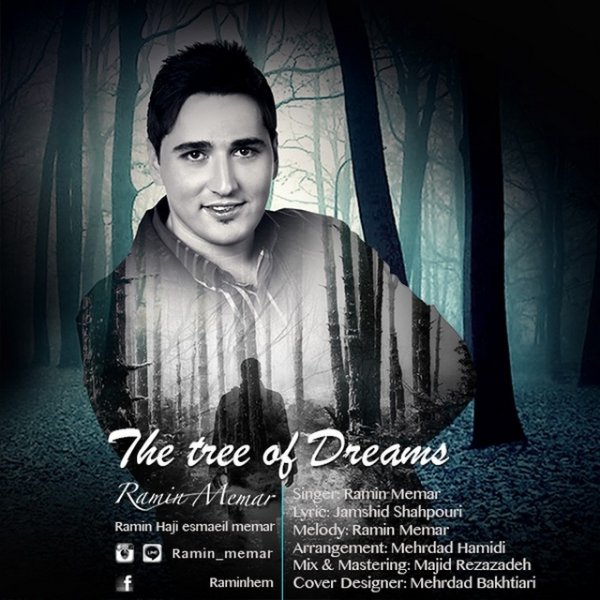 The tree of Dreams
Ramin Memar
Ramin Haji esmaeil memar
Ramin_memar
Raminhem
Singer: Ramin Memar
Lyric: Jamshid Shahpouri
Melody: Ramin Memar
Arrangement: Mehrdad Hamidi
Mix & Mastering: Majid Rezazadeh
Cover Designer: Mehrdad Bakhtiari